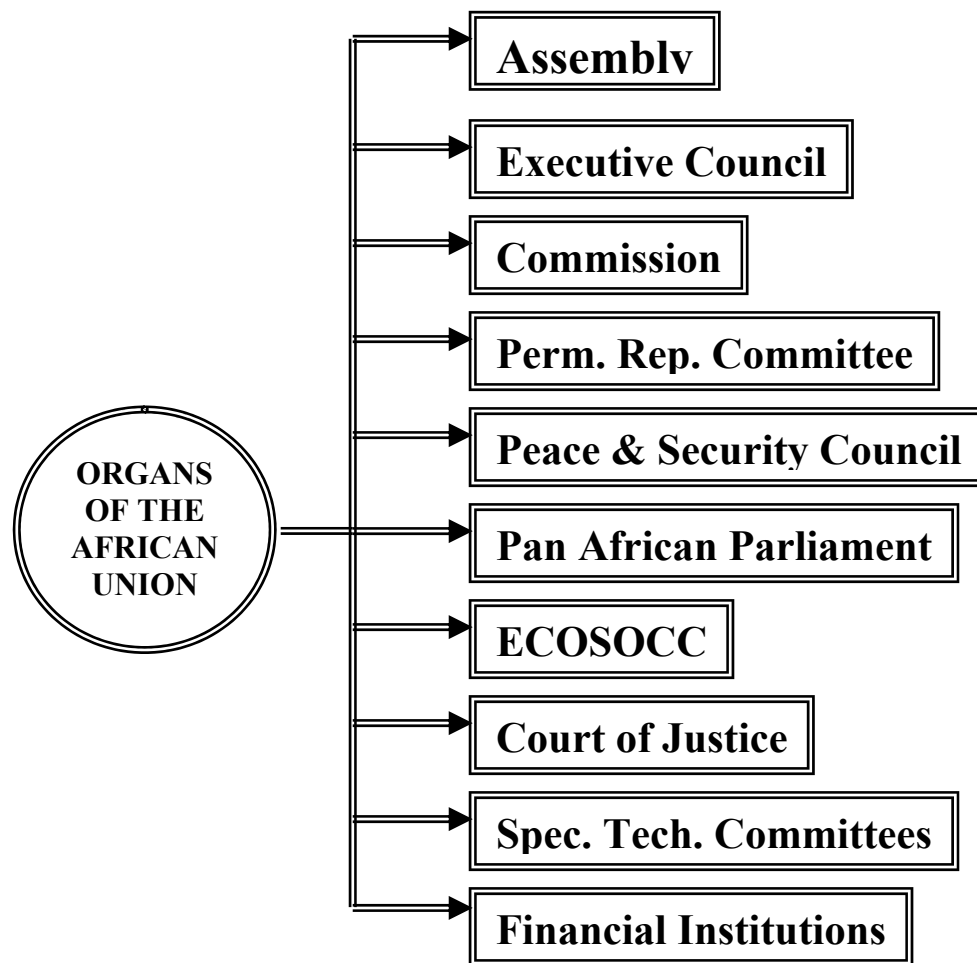 Assembly
Executive Council
Commission
Perm. Rep. Committee
Peace & Security Council
ORGANS
OF THE
AFRICAN
UNION
Pan African Parliament
ECOSOCC
Court of Justice
Spec. Tech. Committees
Financial Institutions